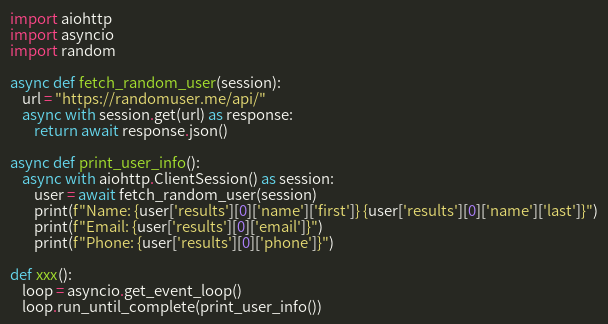 import aiohttp
import asyncio
import random

async def fetch_random_user(session):
    url = "https://randomuser.me/api/"
    async with session.get(url) as response:
        return await response.json()

async def print_user_info():
    async with aiohttp.ClientSession() as session:
        user = await fetch_random_user(session)
        print(f"Name: {user['results'][0]['name']['first']} {user['results'][0]['name']['last']}")
        print(f"Email: {user['results'][0]['email']}")
        print(f"Phone: {user['results'][0]['phone']}")

def xxx():
    loop = asyncio.get_event_loop()
    loop.run_until_complete(print_user_info())